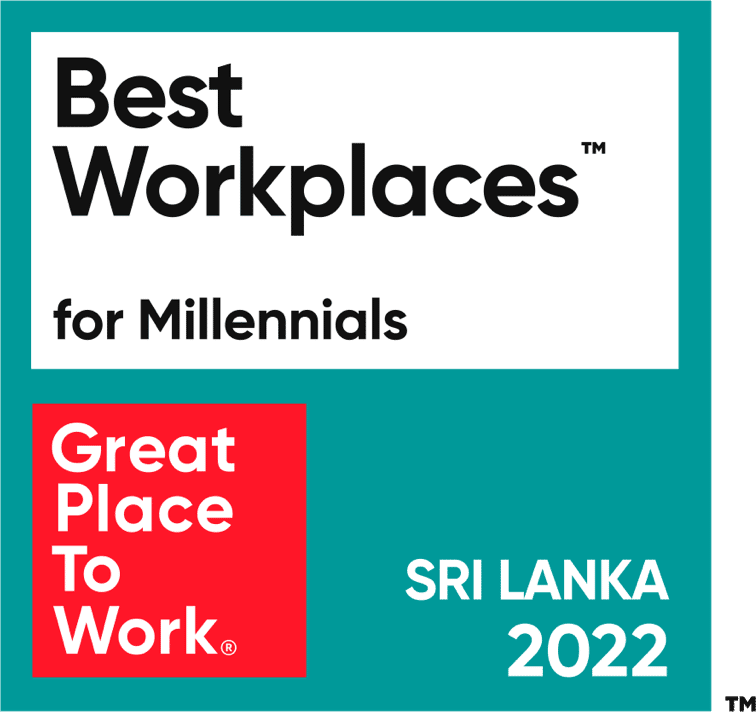 Best
Workplaces™
for Millennials
Great
Place
To
Work®
SRI LANKA
2022
TM